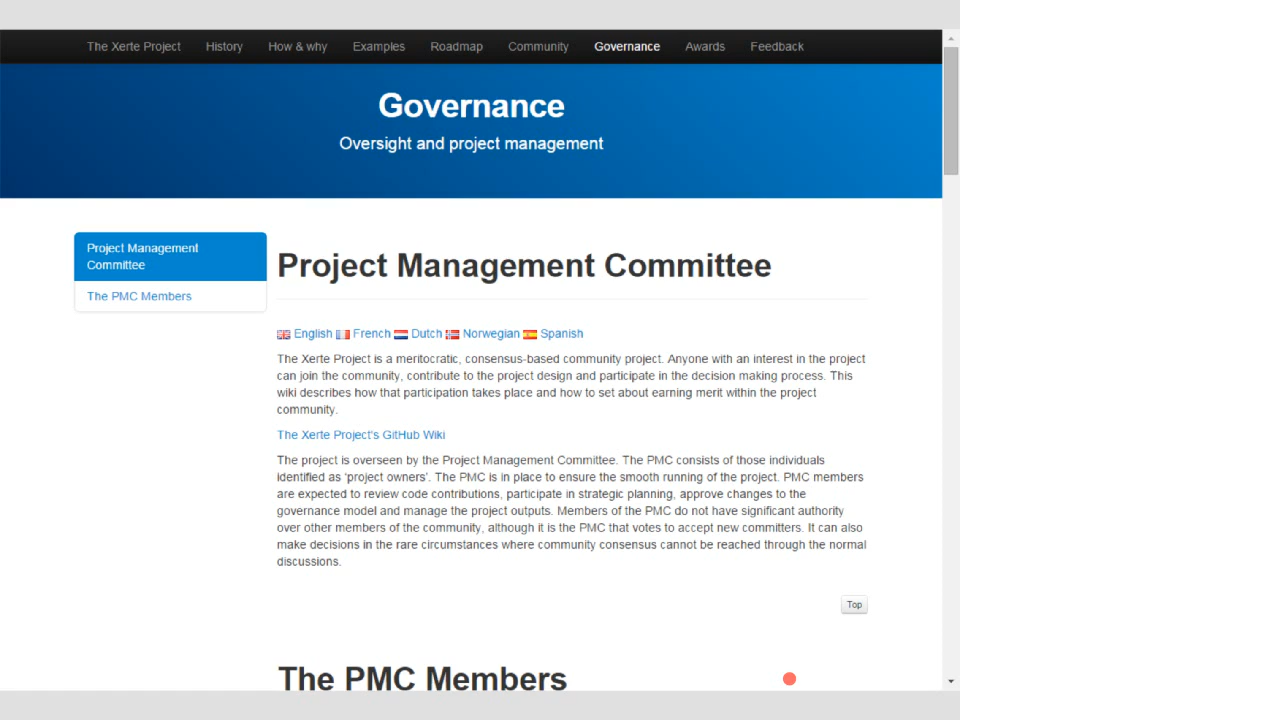 The Xerte Project History How & why Examples Roadmap Community Governance Awards Feedback
Governance
Oversight and project management
Project Management
Committee
The PMC Members
Project Management Committee
English French Dutch Norwegian Spanish
The Xerte Project is a meritocratic, consensus-based community project. Anyone with an interest in the project
can join the community, contribute to the project design and participate in the decision making process. This
wiki describes how that participation takes place and how to set about earning merit within the project
community.
The Xerte Project's GitHub Wiki
The project is overseen by the Project Management Committee. The PMC consists of those individuals
identified as ‘project owners’. The PMC is in place to ensure the smooth running of the project. PMC members
are expected to review code contributions, participate in strategic planning, approve changes to the
governance model and manage the project outputs. Members of the PMC do not have significant authority
over other members of the community, although it is the PMC that votes to accept new committers. It can also
make decisions in the rare circumstances where community consensus cannot be reached through the normal
discussions.
Top
The PMC Members